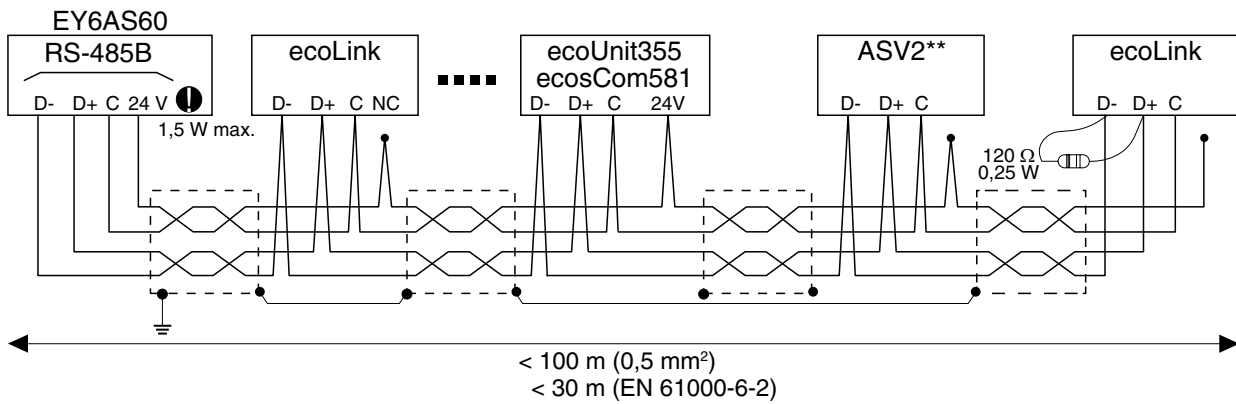 EY6AS60
RS-485B
D- D+ C 24 V
1,5 W max.
ecoLink
D- D+ C NC
ecoUnit355
ecosCom581
D- D+ C 24V
ASV2**
D- D+ C
ecoLink
D- D+ C
120 Ω
0,25 W
< 100 m (0,5 mm²)
< 30 m (EN 61000-6-2)